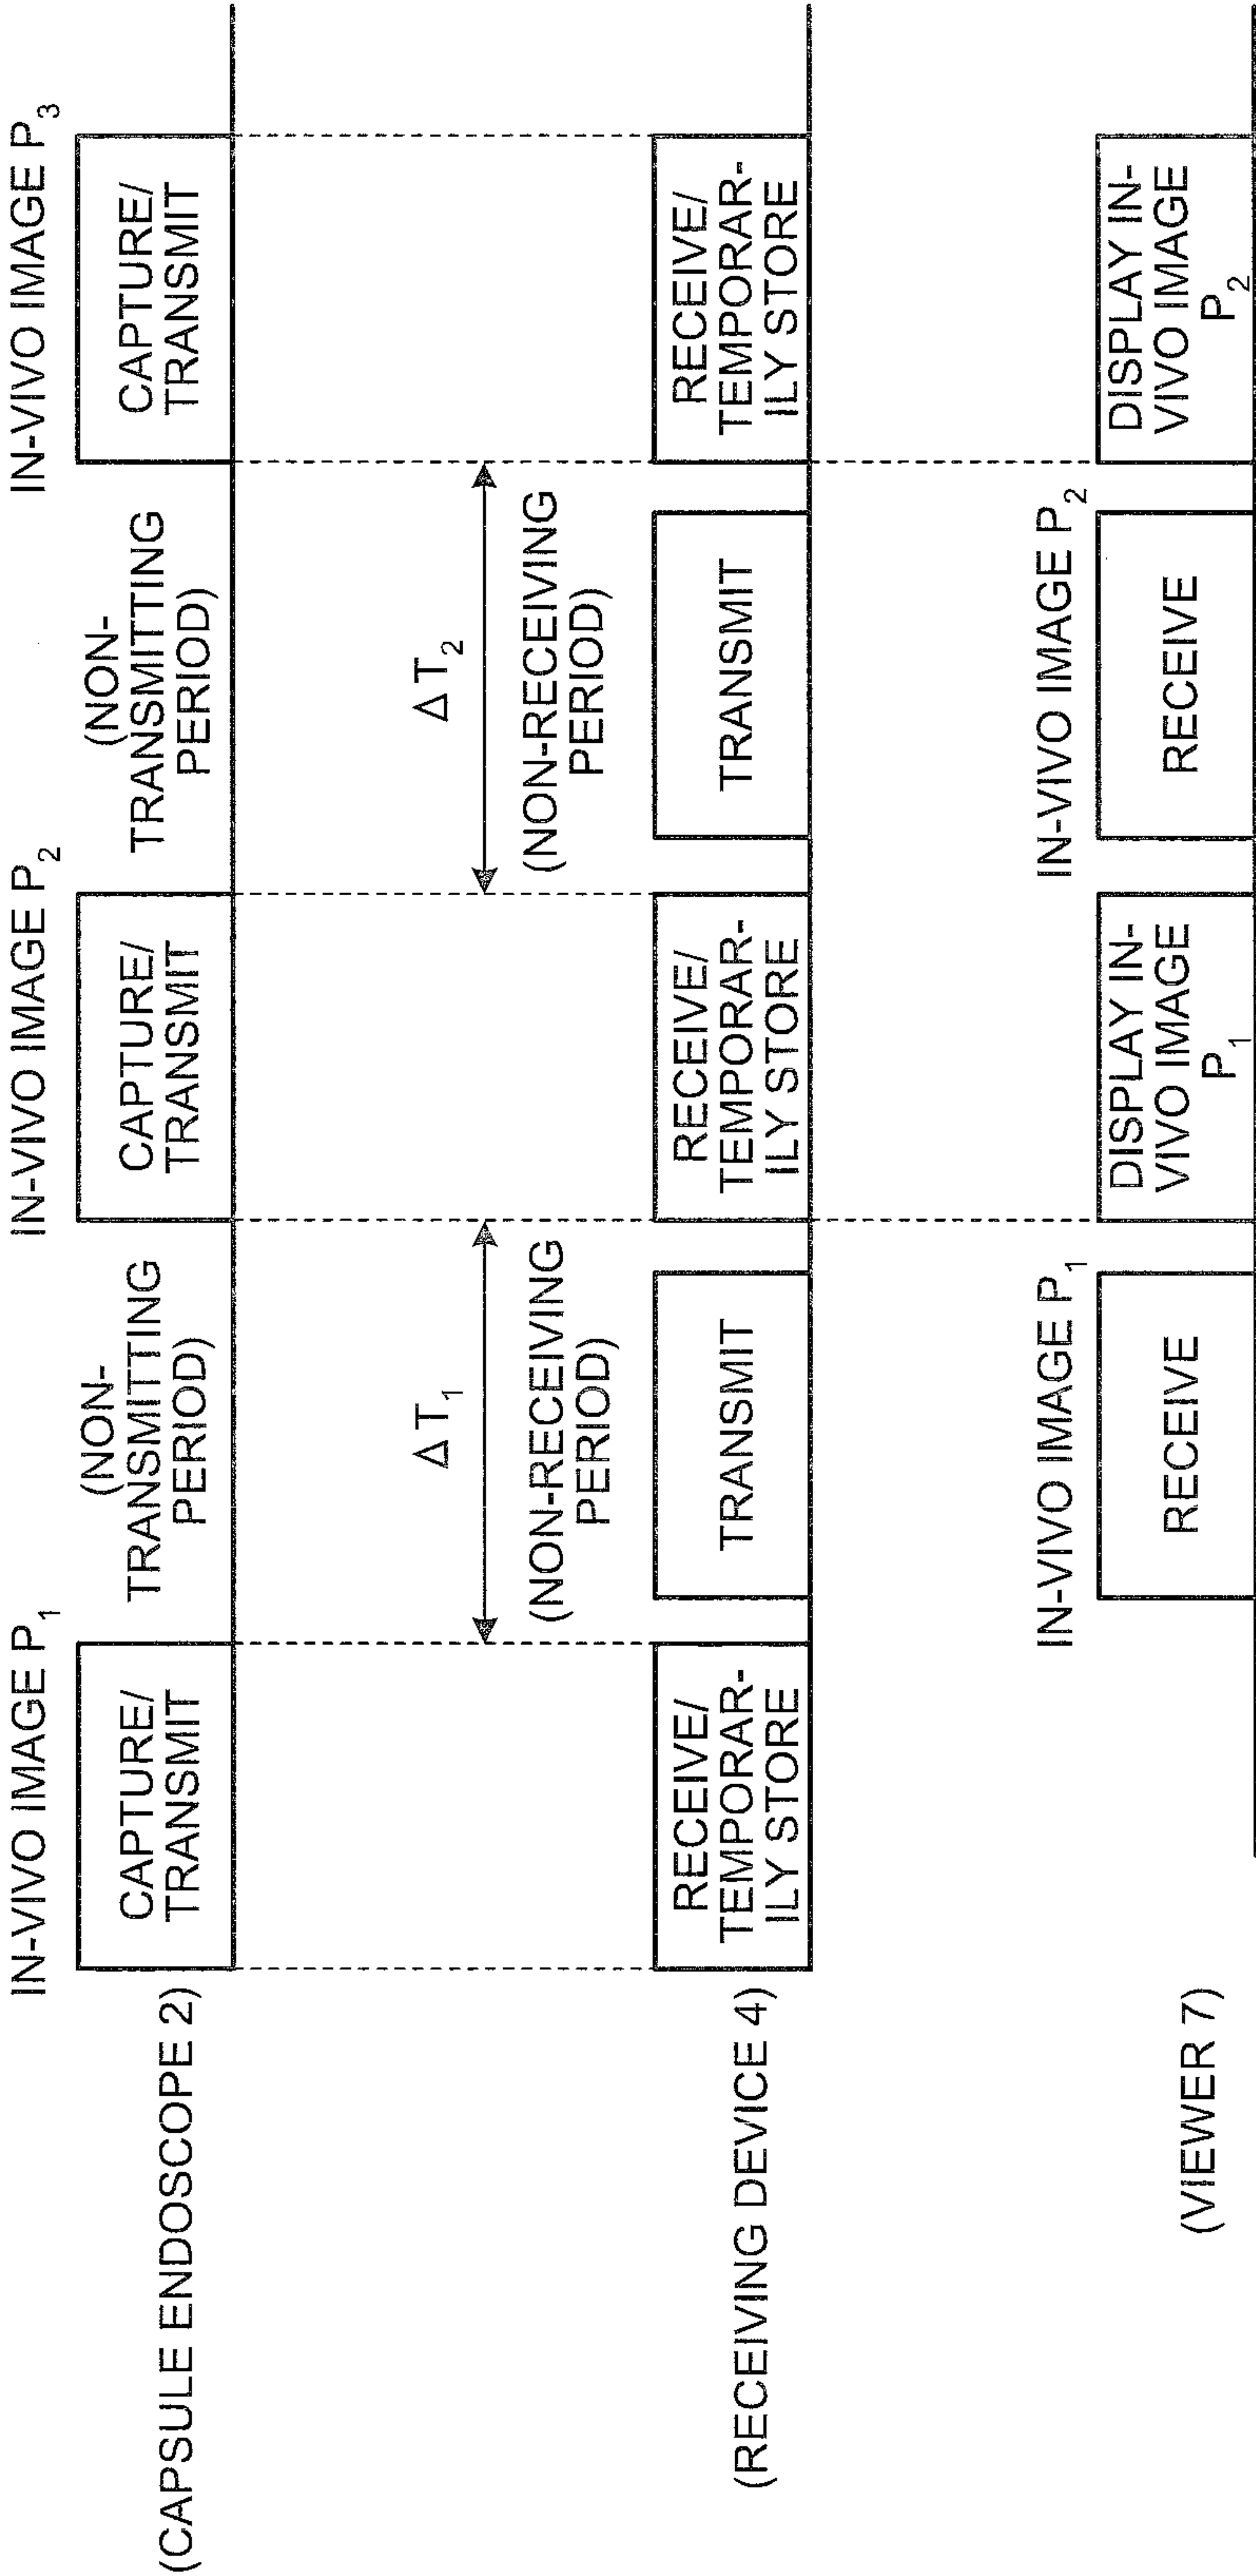 IN-VIVO IMAGE P1
IN-VIVO IMAGE P2
IN-VIVO IMAGE P3
(CAPSULE ENDOSCOPE 2)
CAPTURE/
TRANSMIT
(NON-
TRANSMITTING
PERIOD)
CAPTURE/
TRANSMIT
(NON-
TRANSMITTING
PERIOD)
CAPTURE/
TRANSMIT
ΔT1
(NON-RECEIVING
PERIOD)
ΔT2
(NON-RECEIVING
PERIOD)
(RECEIVING DEVICE 4)
RECEIVE/
TEMPORAR-
ILY STORE
TRANSMIT
RECEIVE/
TEMPORAR-
ILY STORE
TRANSMIT
RECEIVE/
TEMPORAR-
ILY STORE
IN-VIVO IMAGE P1
IN-VIVO IMAGE P2
(VIEWER 7)
RECEIVE
DISPLAY IN-
VIVO IMAGE
P1
RECEIVE
DISPLAY IN-
VIVO IMAGE
P2